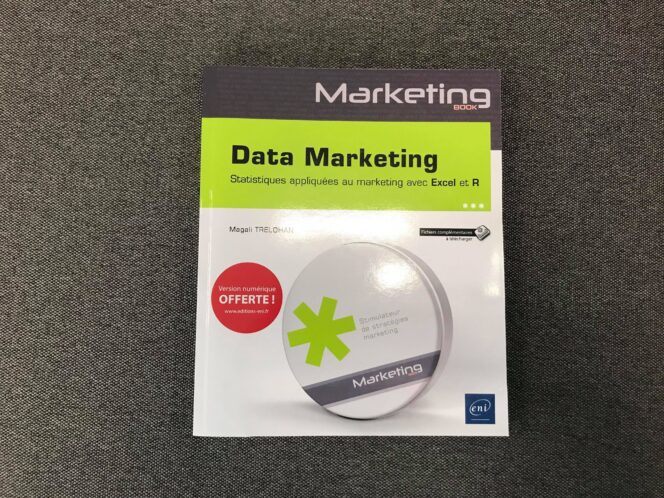 Marketing
BOOK
Data Marketing
Statistiques appliquées au marketing avec Excel et R
Magali TRELOHAN
Fichiers complémentaires
à télécharger
Version numérique
OFFERTE !
www.editions-eni.fr
Stimulateur
de stratégies
marketing
Marketing
BOOK
eni